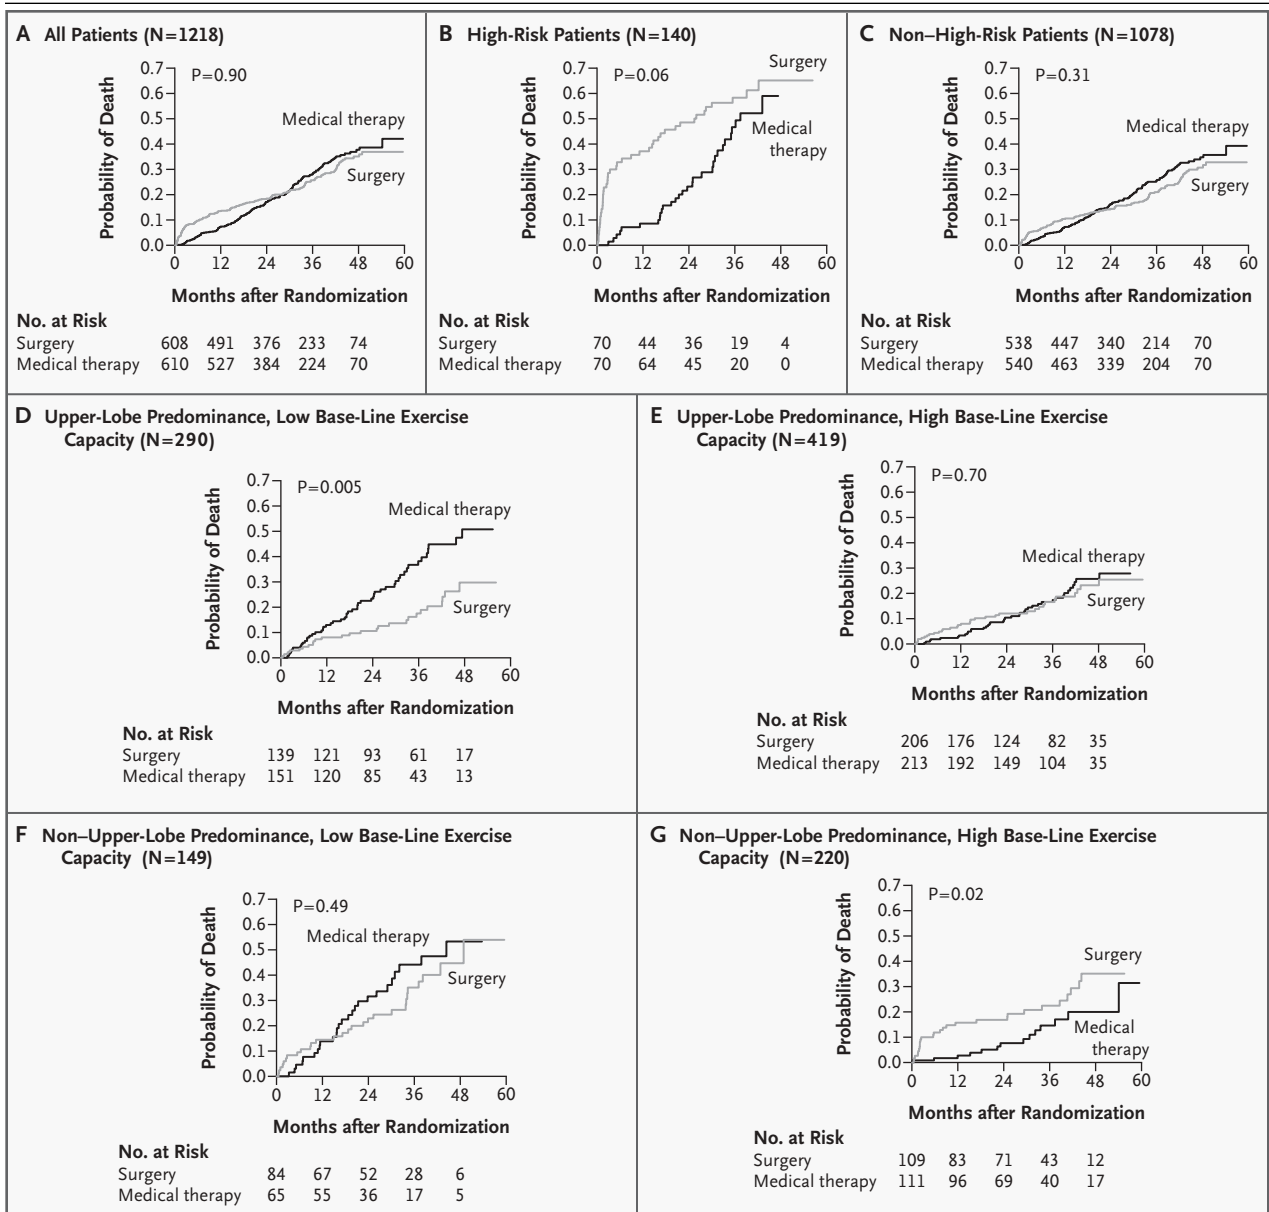 A All Patients (N=1218)
0.7
0.6
0.5
0.4
0.3
0.2
0.1
0.0
Probability of Death
P=0.90
Medical therapy
Surgery
0 12 24 36 48 60
Months after Randomization
No. at Risk
Surgery 608 491 376 233 74
Medical therapy 610 527 384 224 70
B High-Risk Patients (N=140)
0.7
0.6
0.5
0.4
0.3
0.2
0.1
0.0
Probability of Death
P=0.06
Surgery
Medical
therapy
0 12 24 36 48 60
Months after Randomization
No. at Risk
Surgery 70 44 36 19 4
Medical therapy 70 64 45 20 0
C Non–High-Risk Patients (N=1078)
0.7
0.6
0.5
0.4
0.3
0.2
0.1
0.0
Probability of Death
P=0.31
Medical therapy
Surgery
0 12 24 36 48 60
Months after Randomization
No. at Risk
Surgery 538 447 340 214 70
Medical therapy 540 463 339 204 70
D Upper-Lobe Predominance, Low Base-Line Exercise
Capacity (N=290)
0.7
0.6
0.5
0.4
0.3
0.2
0.1
0.0
Probability of Death
P=0.005
Medical therapy
Surgery
0 12 24 36 48 60
Months after Randomization
No. at Risk
Surgery 139 121 93 61 17
Medical therapy 151 120 85 43 13
E Upper-Lobe Predominance, High Base-Line Exercise
Capacity (N=419)
0.7
0.6
0.5
0.4
0.3
0.2
0.1
0.0
Probability of Death
P=0.70
Medical therapy
Surgery
0 12 24 36 48 60
Months after Randomization
No. at Risk
Surgery 206 176 124 82 35
Medical therapy 213 192 149 104 35
F Non–Upper-Lobe Predominance, Low Base-Line Exercise
Capacity (N=149)
0.7
0.6
0.5
0.4
0.3
0.2
0.1
0.0
Probability of Death
P=0.49
Medical therapy
Surgery
0 12 24 36 48 60
Months after Randomization
No. at Risk
Surgery 84 67 52 28 6
Medical therapy 65 55 36 17 5
G Non–Upper-Lobe Predominance, High Base-Line Exercise
Capacity (N=220)
0.7
0.6
0.5
0.4
0.3
0.2
0.1
0.0
Probability of Death
P=0.02
Surgery
Medical
therapy
0 12 24 36 48 60
Months after Randomization
No. at Risk
Surgery 109 83 71 43 12
Medical therapy 111 96 69 40 17